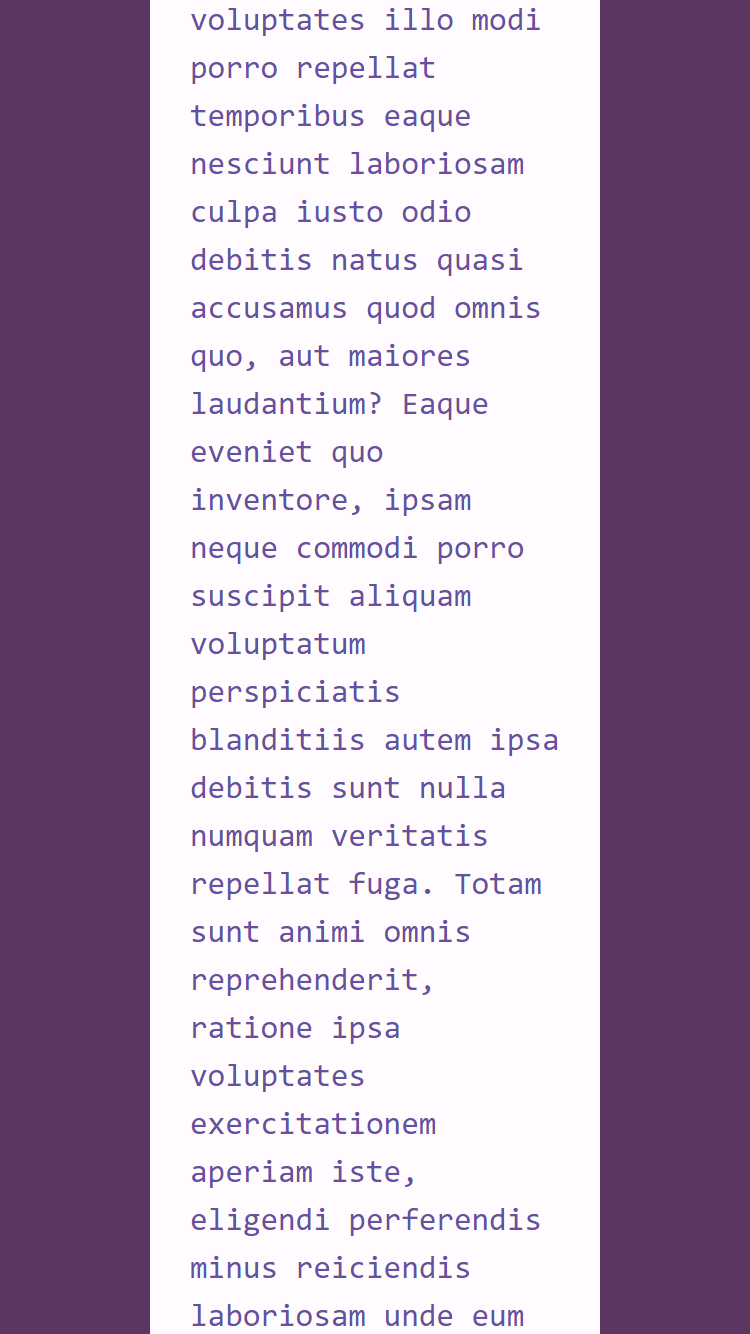 voluptates illo modi
porro repellat
temporibus eaque
nesciunt laboriosam
culpa iusto odio
debitis natus quasi
accusamus quod omnis
quo, aut maiores
laudantium? Eaque
eveniet quo
inventore, ipsam
neque commodi porro
suscipit aliquam
voluptatum
perspiciatis
blanditiis autem ipsa
debitis sunt nulla
numquam veritatis
repellat fuga. Totam
sunt animi omnis
reprehenderit,
ratione ipsa
voluptates
exercitationem
aperiam iste,
eligendi perferendis
minus reiciendis
laboriosam unde eum